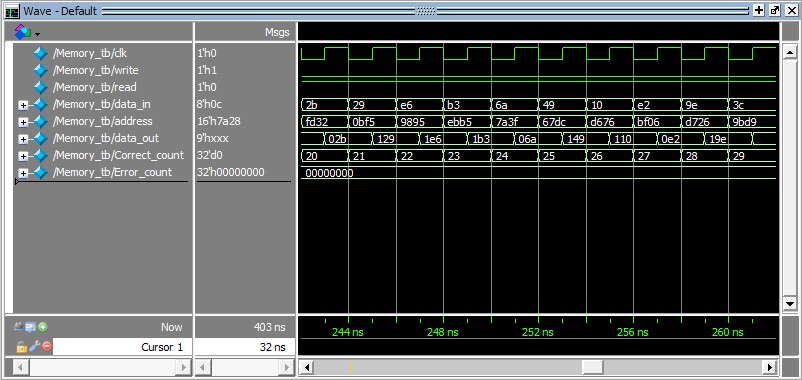 Wave - Default
Msgs
/Memory_tb/clk 1'h0
/Memory_tb/write 1'h1
/Memory_tb/read 1'h0
/Memory_tb/data_in 8'h0c 2b 29 e6 b3 6a 49 10 e2 9e 3c
/Memory_tb/address 16'h7a28 fd32 0bf5 9895 ebb5 7a3f 67dc d676 bf06 d726 9bd9
/Memory_tb/data_out 9'hxxx 02b 129 1e6 1b3 06a 149 110 0e2 19e
/Memory_tb/Correct_count 32'd0 20 21 22 23 24 25 26 27 28 29
/Memory_tb/Error_count 32'h00000000 00000000
Now 403 ns 244 ns 248 ns 252 ns 256 ns 260 ns
Cursor 1 32 ns